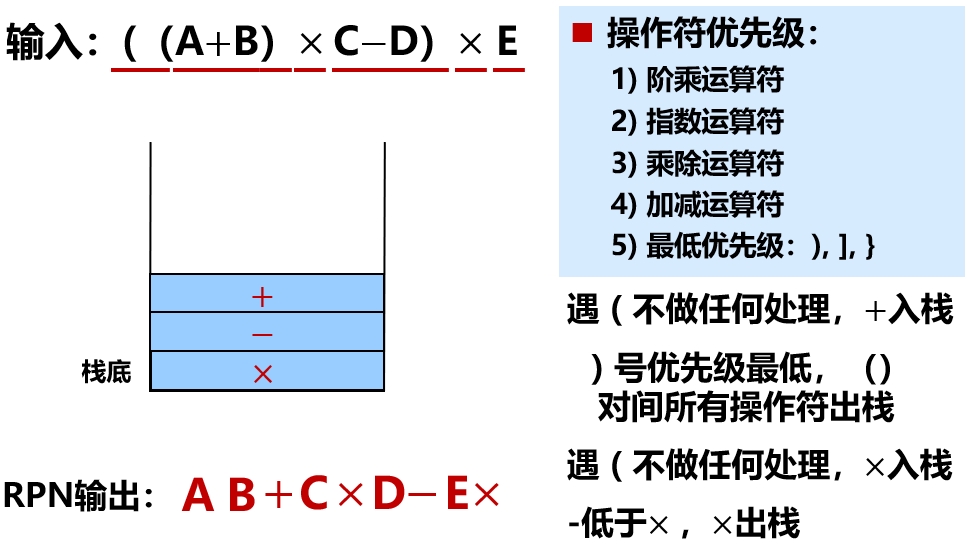 输入：（（A+B）×C−D）×E
+
−
栈底
×
RPN输出： A B+C×D−E×
■ 操作符优先级：
1) 阶乘运算符
2) 指数运算符
3) 乘除运算符
4) 加减运算符
5) 最低优先级：), ], }
遇（不做任何处理，+入栈
）号优先级最低，（）
对间所有操作符出栈
遇（不做任何处理，×入栈
-低于×，×出栈